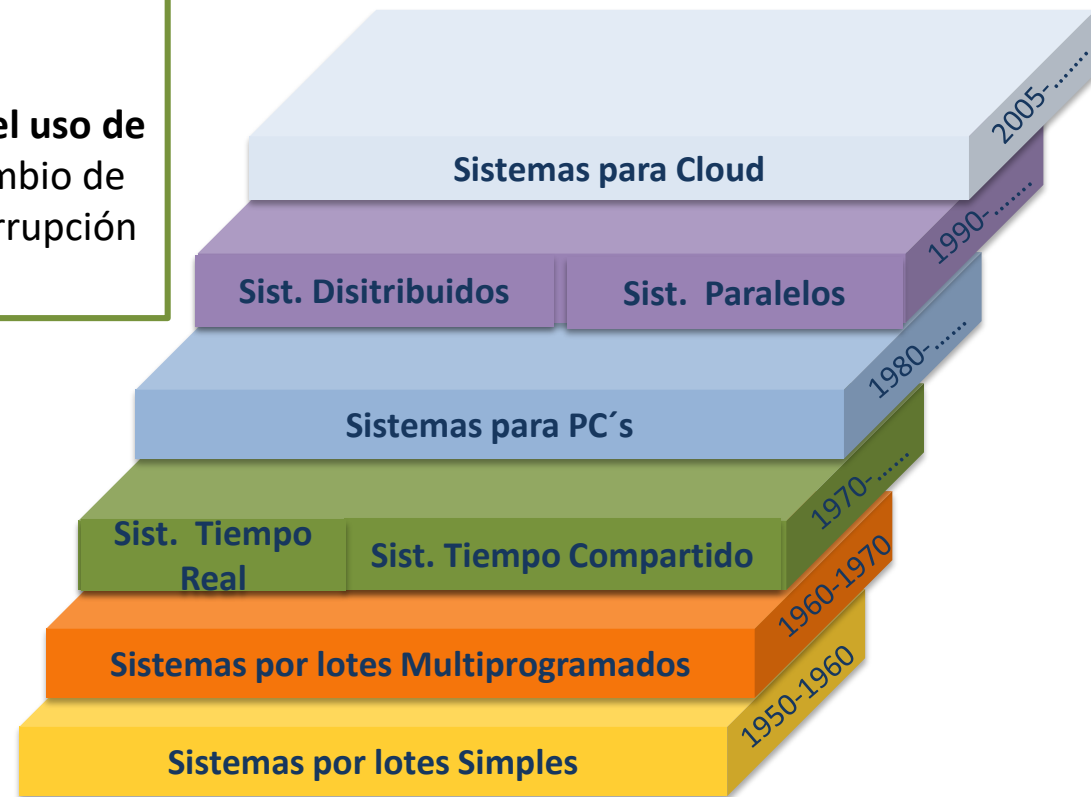 el uso de
mbio de
rrupción
2005-.......
Sistemas para Cloud
1990-.......
Sist. Disitribuidos
Sist. Paralelos
1980-......
Sistemas para PC´s
1970-......
Sist. Tiempo
Real
Sist. Tiempo Compartido
1960-1970
Sistemas por lotes Multiprogramados
1950-1960
Sistemas por lotes Simples